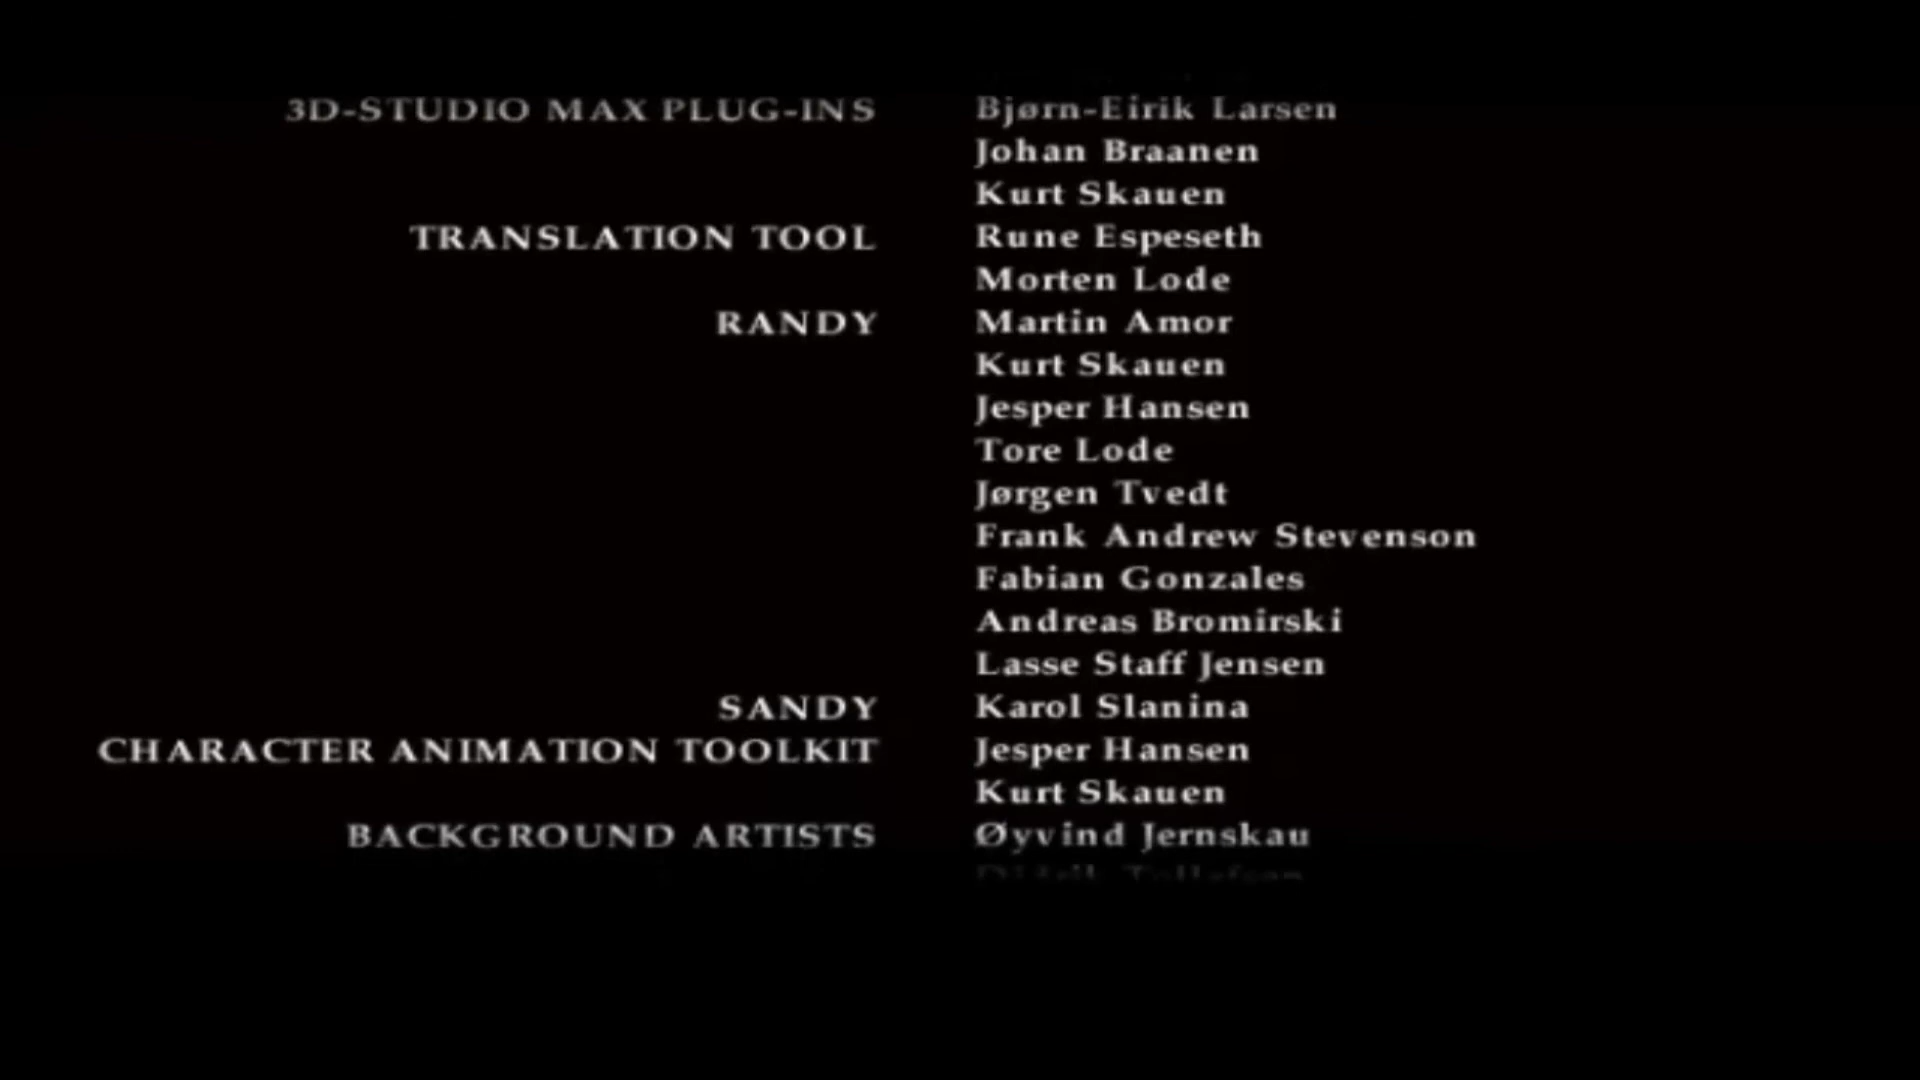 3D-STUDIO MAX PLUG-INS Bjørn-Eirik Larsen
Johan Braanen
Kurt Skauen
TRANSLATION TOOL Rune Espeseth
Morten Lode
RANDY Martin Amor
Kurt Skauen
Jesper Hansen
Tore Lode
Jørgen Tvedt
Frank Andrew Stevenson
Fabian Gonzales
Andreas Bromirski
Lasse Staff Jensen
SANDY Karol Slanina
CHARACTER ANIMATION TOOLKIT Jesper Hansen
Kurt Skauen
BACKGROUND ARTISTS Øyvind Jernskau